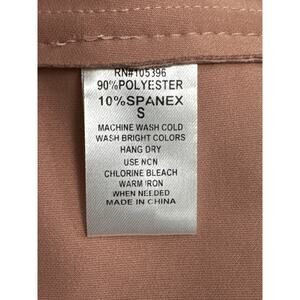 RN#105396
90%POLYESTER
10%SPANEX
S
MACHINE WASH COLD
WASH BRIGHT COLORS
HANG DRY
USE NON
CHLORINE BLEACH
WARM IRON
WHEN NEEDED
MADE IN CHINA